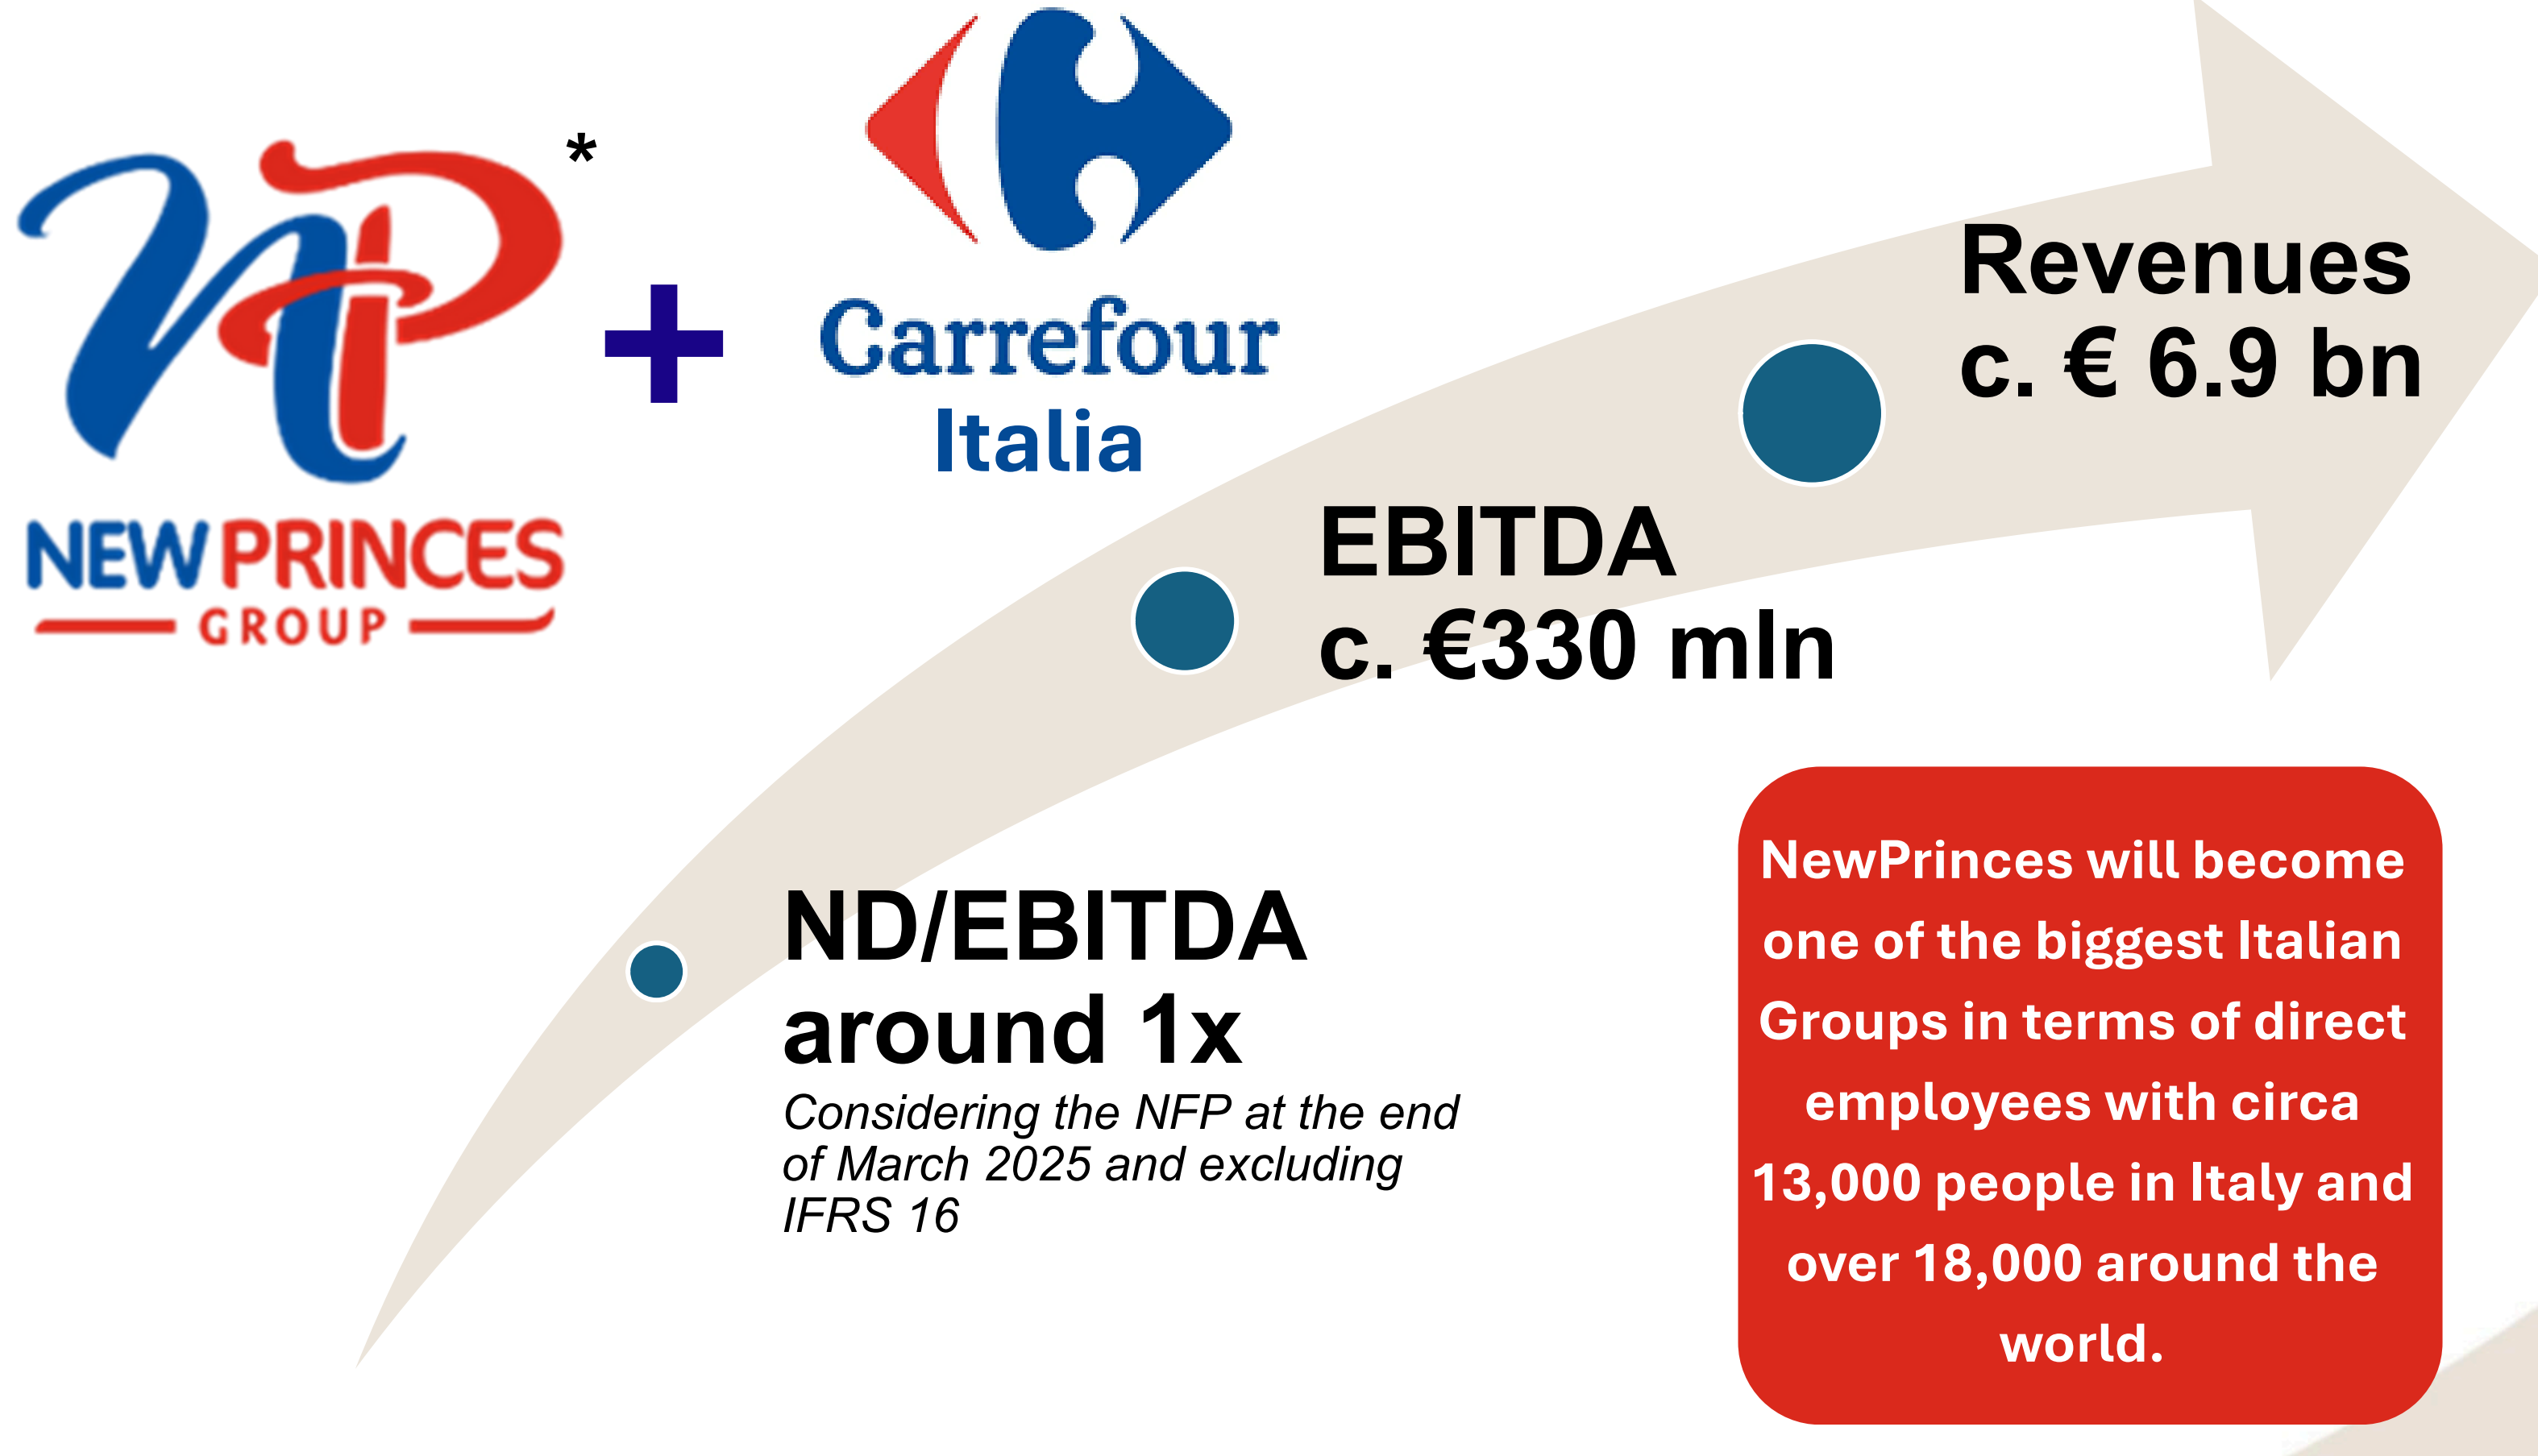 *
NEWPRINCES
GROUP
+
Carrefour
Italia
Revenues
c. € 6.9 bn
EBITDA
c. €330 mln
ND/EBITDA
around 1x
Considering the NFP at the end
of March 2025 and excluding
IFRS 16
NewPrinces will become
one of the biggest Italian
Groups in terms of direct
employees with circa
13,000 people in Italy and
over 18,000 around the
world.